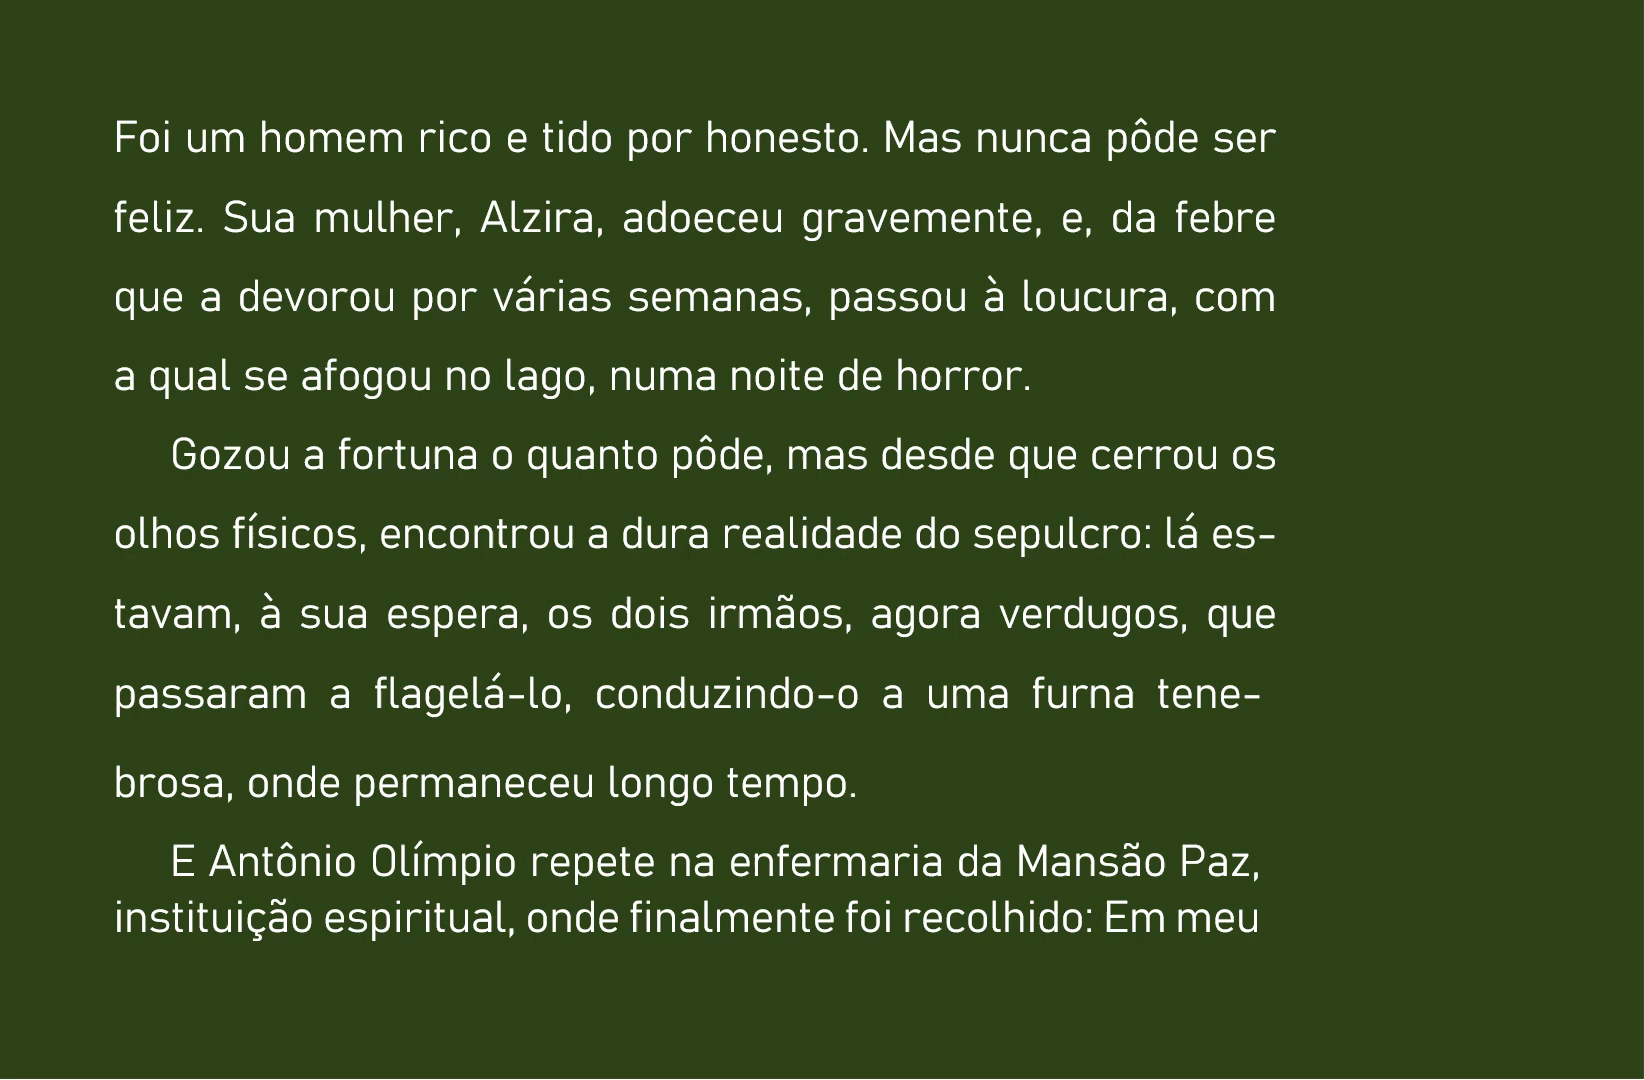 Foi um homem rico e tido por honesto. Mas nunca pôde ser
feliz. Sua mulher, Alzira, adoeceu gravemente, e, da febre
que a devorou por várias semanas, passou à loucura, com
a qual se afogou no lago, numa noite de horror.
Gozou a fortuna o quanto pôde, mas desde que cerrou os
olhos físicos, encontrou a dura realidade do sepulcro: lá es-
tavam, à sua espera, os dois irmãos, agora verdugos, que
passaram a flagelá-lo, conduzindo-o a uma furna tene-
brosa, onde permaneceu longo tempo.
E Antônio Olímpio repete na enfermaria da Mansão Paz,
instituição espiritual, onde finalmente foi recolhido: Em meu